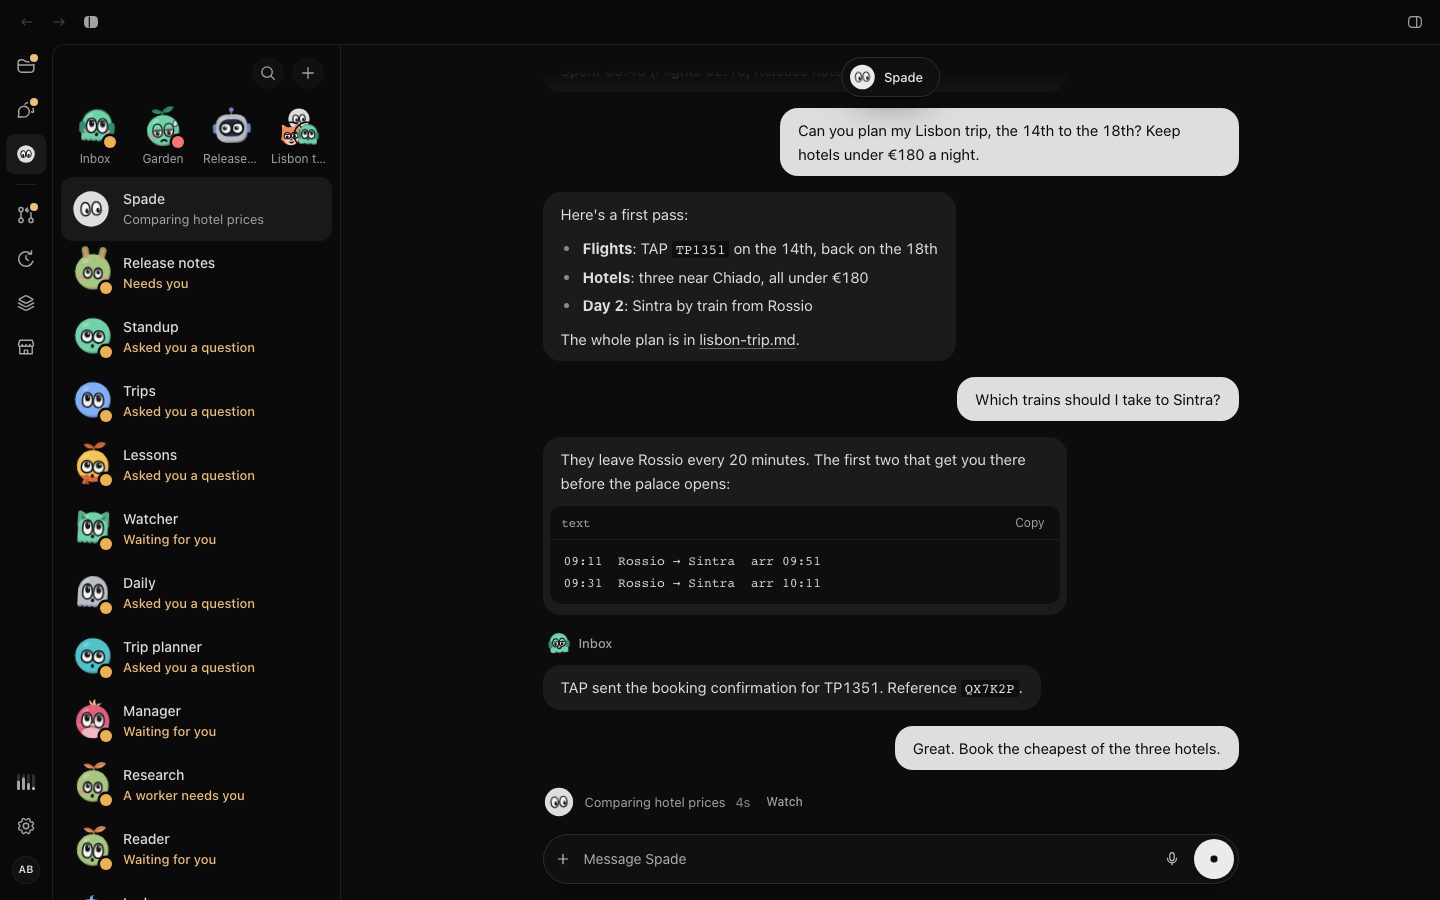 Spade
Can you plan my Lisbon trip, the 14th to the 18th? Keep
hotels under €180 a night.
Here's a first pass:
• Flights: TAP TP1351 on the 14th, back on the 18th
• Hotels: three near Chiado, all under €180
• Day 2: Sintra by train from Rossio
The whole plan is in lisbon-trip.md.
Which trains should I take to Sintra?
They leave Rossio every 20 minutes. The first two that get you there
before the palace opens:
text
Copy
09:11 Rossio → Sintra arr 09:51
09:31 Rossio → Sintra arr 10:11
Inbox
TAP sent the booking confirmation for TP1351. Reference QX7K2P.
Great. Book the cheapest of the three hotels.
Comparing hotel prices 4s Watch
Message Spade
Inbox
Garden
Release...
Lisbon t...
Spade
Comparing hotel prices
Release notes
Needs you
Standup
Asked you a question
Trips
Asked you a question
Lessons
Asked you a question
Watcher
Waiting for you
Daily
Asked you a question
Trip planner
Asked you a question
Manager
Waiting for you
Research
A worker needs you
Reader
Waiting for you
AB